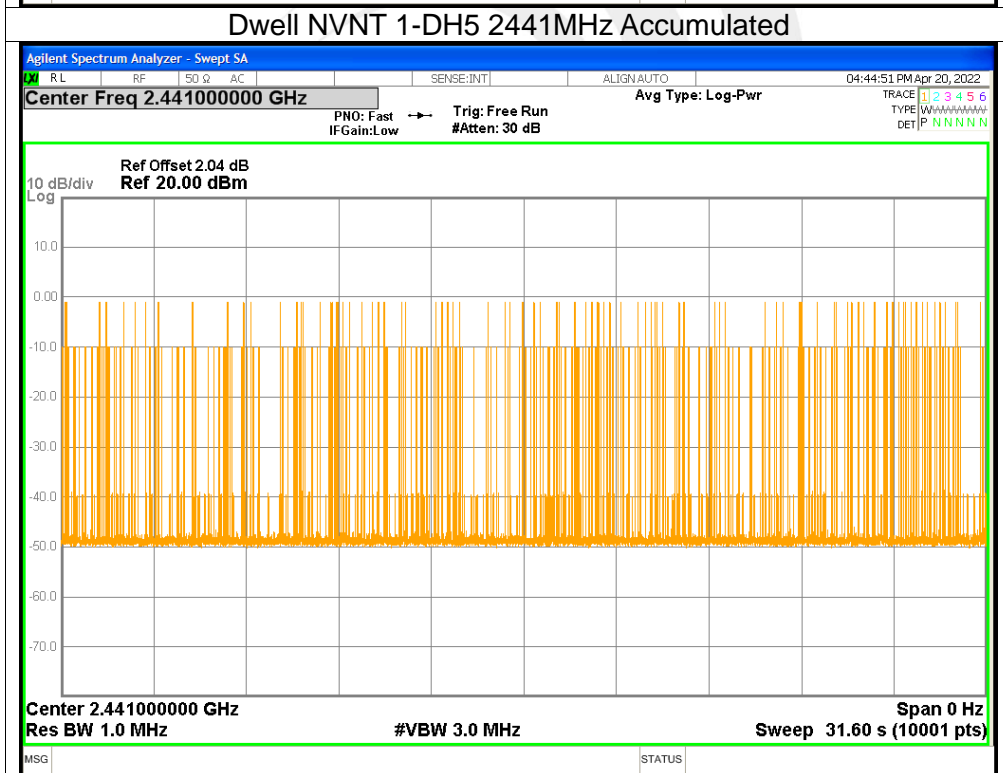 Dwell NVNT 1-DH5 2441MHz Accumulated
Agilent Spectrum Analyzer - Swept SA
LXI RL RF 50 Ω AC SENSE:INT ALIGN AUTO 04:44:51 PM Apr 20, 2022
Center Freq 2.441000000 GHz Avg Type: Log-Pwr TRACE 1 2 3 4 5 6
PNO: Fast Trig: Free Run TYPE WWWWWW
IFGain:Low #Atten: 30 dB DET P N N N N N
Ref Offset 2.04 dB
10 dB/div Ref 20.00 dBm
Log
10.0
0.00
-10.0
-20.0
-30.0
-40.0
-50.0
-60.0
-70.0
Center 2.441000000 GHz Span 0 Hz
Res BW 1.0 MHz #VBW 3.0 MHz Sweep 31.60 s (10001 pts)
MSG STATUS